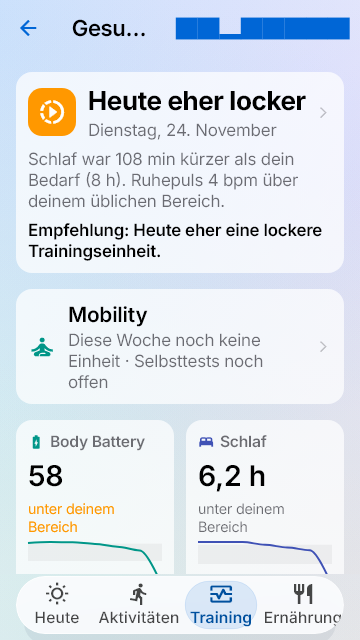 Gesu...
Heute eher locker
Dienstag, 24. November
Schlaf war 108 min kürzer als dein
Bedarf (8 h). Ruhepuls 4 bpm über
deinem üblichen Bereich.
Empfehlung: Heute eher eine lockere
Trainingseinheit.
Mobility
Diese Woche noch keine
Einheit · Selbsttests noch
offen
Body Battery
58
unter deinem
Bereich
Schlaf
6,2 h
unter deinem
Bereich
Heute
Aktivitäten
Training
Ernährung